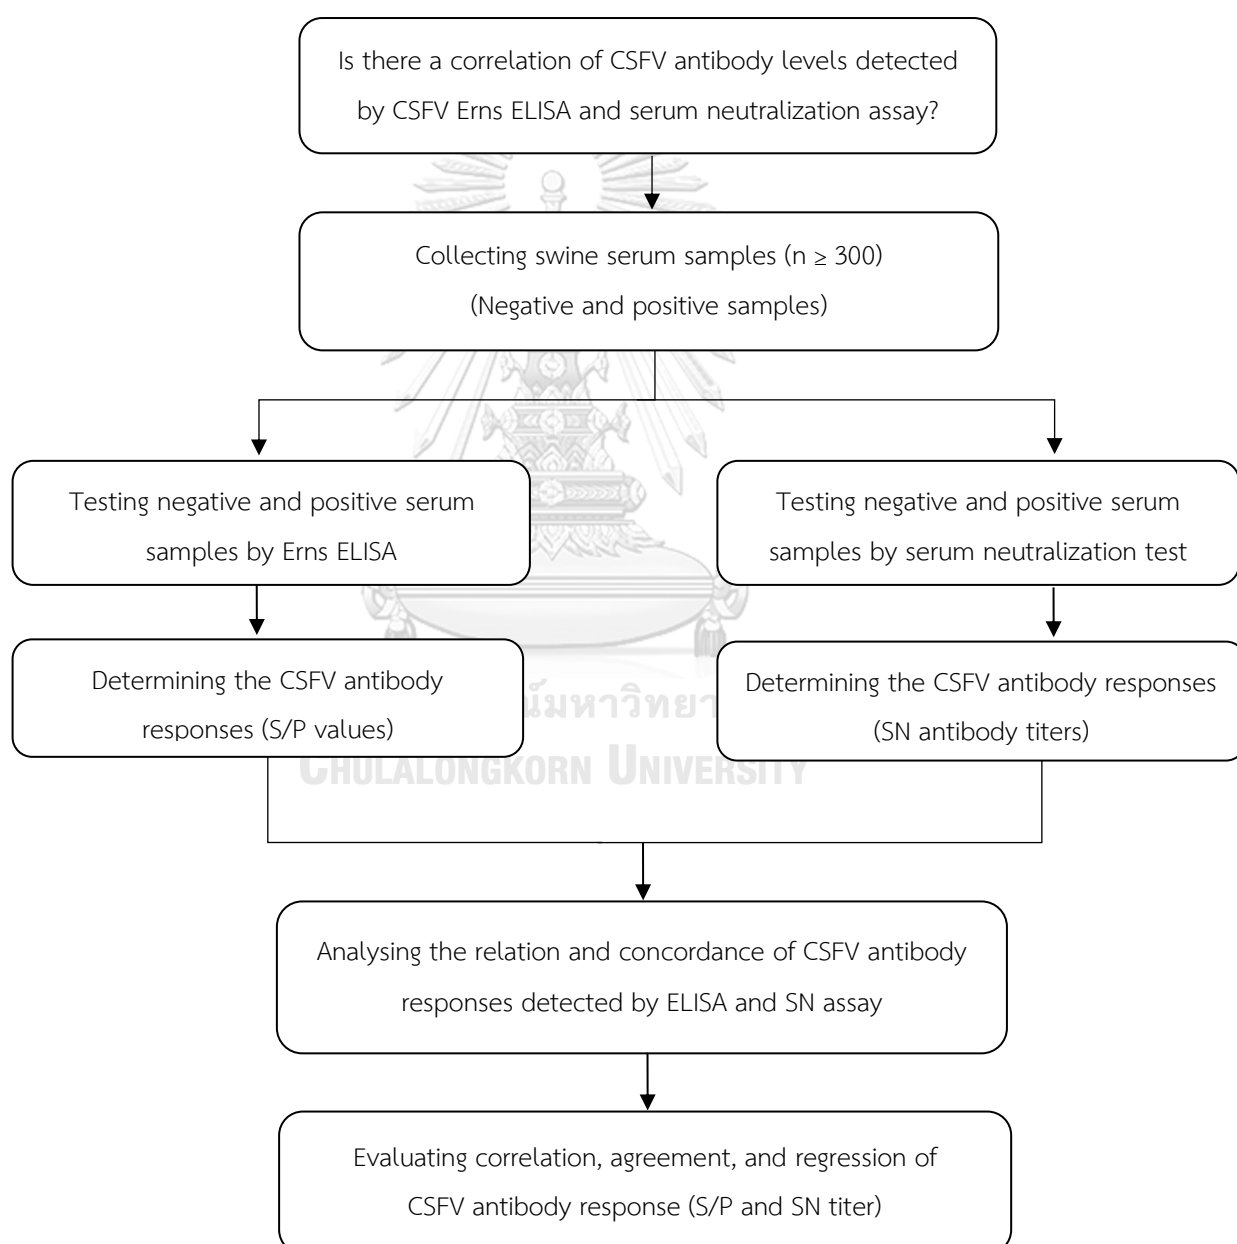 Is there a correlation of CSFV antibody levels detected
by CSFV Erns ELISA and serum neutralization assay?
Collecting swine serum samples (n ≥ 300)
(Negative and positive samples)
Testing negative and positive serum
samples by Erns ELISA
Testing negative and positive serum
samples by serum neutralization test
Determining the CSFV antibody
responses (S/P values)
Determining the CSFV antibody responses
(SN antibody titers)
CHULALONGKORN UNIVERSITY
Analysing the relation and concordance of CSFV antibody
responses detected by ELISA and SN assay
Evaluating correlation, agreement, and regression of
CSFV antibody response (S/P and SN titer)